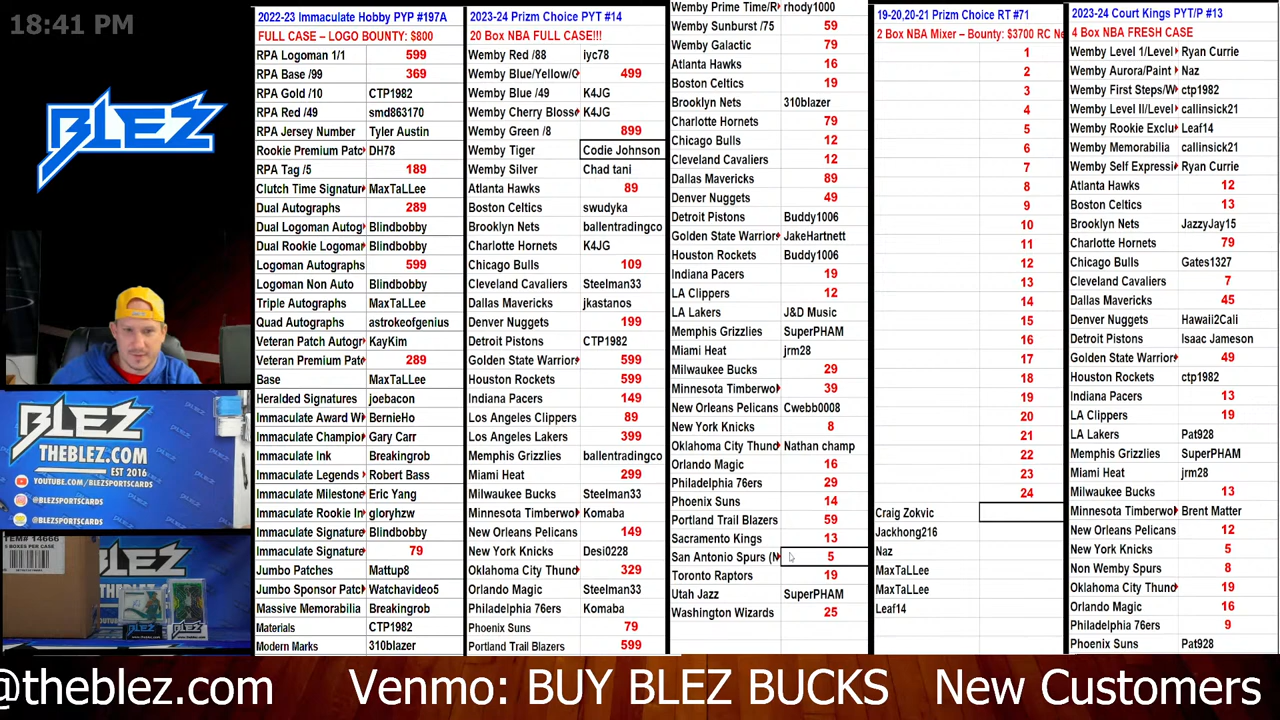 18:41 PM
BLEZ
BLEZ
THEBLEZ.COM
EST 2016
YOUTUBE.COM/BLEZSPORTSCARDS
@BLEZSPORTSCARDS
@BLEZSPORTSCARDS
ITEM# 14666
BOXES PER CASE
2022-23 Immaculate Hobby PYP #197A
FULL CASE – LOGO BOUNTY: $800
RPA Logoman 1/1 599
RPA Base /99 369
RPA Gold /10 CTP1982
RPA Red /49 smd863170
RPA Jersey Number Tyler Austin
Rookie Premium Patc DH78
RPA Tag /5 189
Clutch Time Signatur MaxTaLLee
Dual Autographs 289
Dual Logoman Autog Blindbobby
Dual Rookie Logoma Blindbobby
Logoman Autographs 599
Logoman Non Auto Blindbobby
Triple Autographs MaxTaLLee
Quad Autographs astrokeofgenius
Veteran Patch Autogr KayKim
Veteran Premium Pat 289
Base MaxTaLLee
Heralded Signatures joebacon
Immaculate Award W BernieHo
Immaculate Champio Gary Carr
Immaculate Ink Breakingrob
Immaculate Legends Robert Bass
Immaculate Milestone Eric Yang
Immaculate Rookie In gloryhzw
Immaculate Signature Blindbobby
Immaculate Signature 79
Jumbo Patches Mattup8
Jumbo Sponsor Patc Watchavideo5
Massive Memorabilia Breakingrob
Materials CTP1982
Modern Marks 310blazer
2023-24 Prizm Choice PYT #14
20 Box NBA FULL CASE!!!
Wemby Red /88 iyc78
Wemby Blue/Yellow/G 499
Wemby Blue /49 K4JG
Wemby Cherry Bloss K4JG
Wemby Green /8 899
Wemby Tiger Codie Johnson
Wemby Silver Chad tani
Atlanta Hawks 89
Boston Celtics swudyka
Brooklyn Nets ballentradingco
Charlotte Hornets K4JG
Chicago Bulls 109
Cleveland Cavaliers Steelman33
Dallas Mavericks jkastanos
Denver Nuggets 199
Detroit Pistons CTP1982
Golden State Warrior 599
Houston Rockets 599
Indiana Pacers 149
Los Angeles Clippers 89
Los Angeles Lakers 399
Memphis Grizzlies ballentradingco
Miami Heat 299
Milwaukee Bucks Steelman33
Minnesota Timberwo Komaba
New Orleans Pelicans 149
New York Knicks Desi0228
Oklahoma City Thund 329
Orlando Magic Steelman33
Philadelphia 76ers Komaba
Phoenix Suns 79
Portland Trail Blazers 599
Wemby Prime Time/R rhody1000
Wemby Sunburst /75 59
Wemby Galactic 79
Atlanta Hawks 16
Boston Celtics 19
Brooklyn Nets 310blazer
Charlotte Hornets 79
Chicago Bulls 12
Cleveland Cavaliers 12
Dallas Mavericks 89
Denver Nuggets 49
Detroit Pistons Buddy1006
Golden State Warrior JakeHartnett
Houston Rockets Buddy1006
Indiana Pacers 19
LA Clippers 12
LA Lakers J&D Music
Memphis Grizzlies SuperPHAM
Miami Heat jrm28
Milwaukee Bucks 29
Minnesota Timberwo 39
New Orleans Pelicans Cwebb0008
New York Knicks 8
Oklahoma City Thund Nathan champ
Orlando Magic 16
Philadelphia 76ers 29
Phoenix Suns 14
Portland Trail Blazers 59
Sacramento Kings 13
San Antonio Spurs (N 5
Toronto Raptors 19
Utah Jazz SuperPHAM
Washington Wizards 25
19-20,20-21 Prizm Choice RT #71
2 Box NBA Mixer – Bounty: $3700 RC Ne
1
2
3
4
5
6
7
8
9
10
11
12
13
14
15
16
17
18
19
20
21
22
23
24
Craig Zokvic
Jackhong216
Naz
MaxTaLLee
MaxTaLLee
Leaf14
2023-24 Court Kings PYT/P #13
4 Box NBA FRESH CASE
Wemby Level 1/Level Ryan Currie
Wemby Aurora/Paint Naz
Wemby First Steps/W ctp1982
Wemby Level II/Level callinsick21
Wemby Rookie Exclu Leaf14
Wemby Memorabilia callinsick21
Wemby Self Expressi Ryan Currie
Atlanta Hawks 12
Boston Celtics 13
Brooklyn Nets JazzyJay15
Charlotte Hornets 79
Chicago Bulls Gates1327
Cleveland Cavaliers 7
Dallas Mavericks 45
Denver Nuggets Hawaii2Cali
Detroit Pistons Isaac Jameson
Golden State Warrior 49
Houston Rockets ctp1982
Indiana Pacers 13
LA Clippers 19
LA Lakers Pat928
Memphis Grizzlies SuperPHAM
Miami Heat jrm28
Milwaukee Bucks 13
Minnesota Timberwo Brent Matter
New Orleans Pelicans 12
New York Knicks 5
Non Wemby Spurs 8
Oklahoma City Thund 19
Orlando Magic 16
Philadelphia 76ers 9
Phoenix Suns Pat928
@theblez.com Venmo: BUY BLEZ BUCKS New Customers